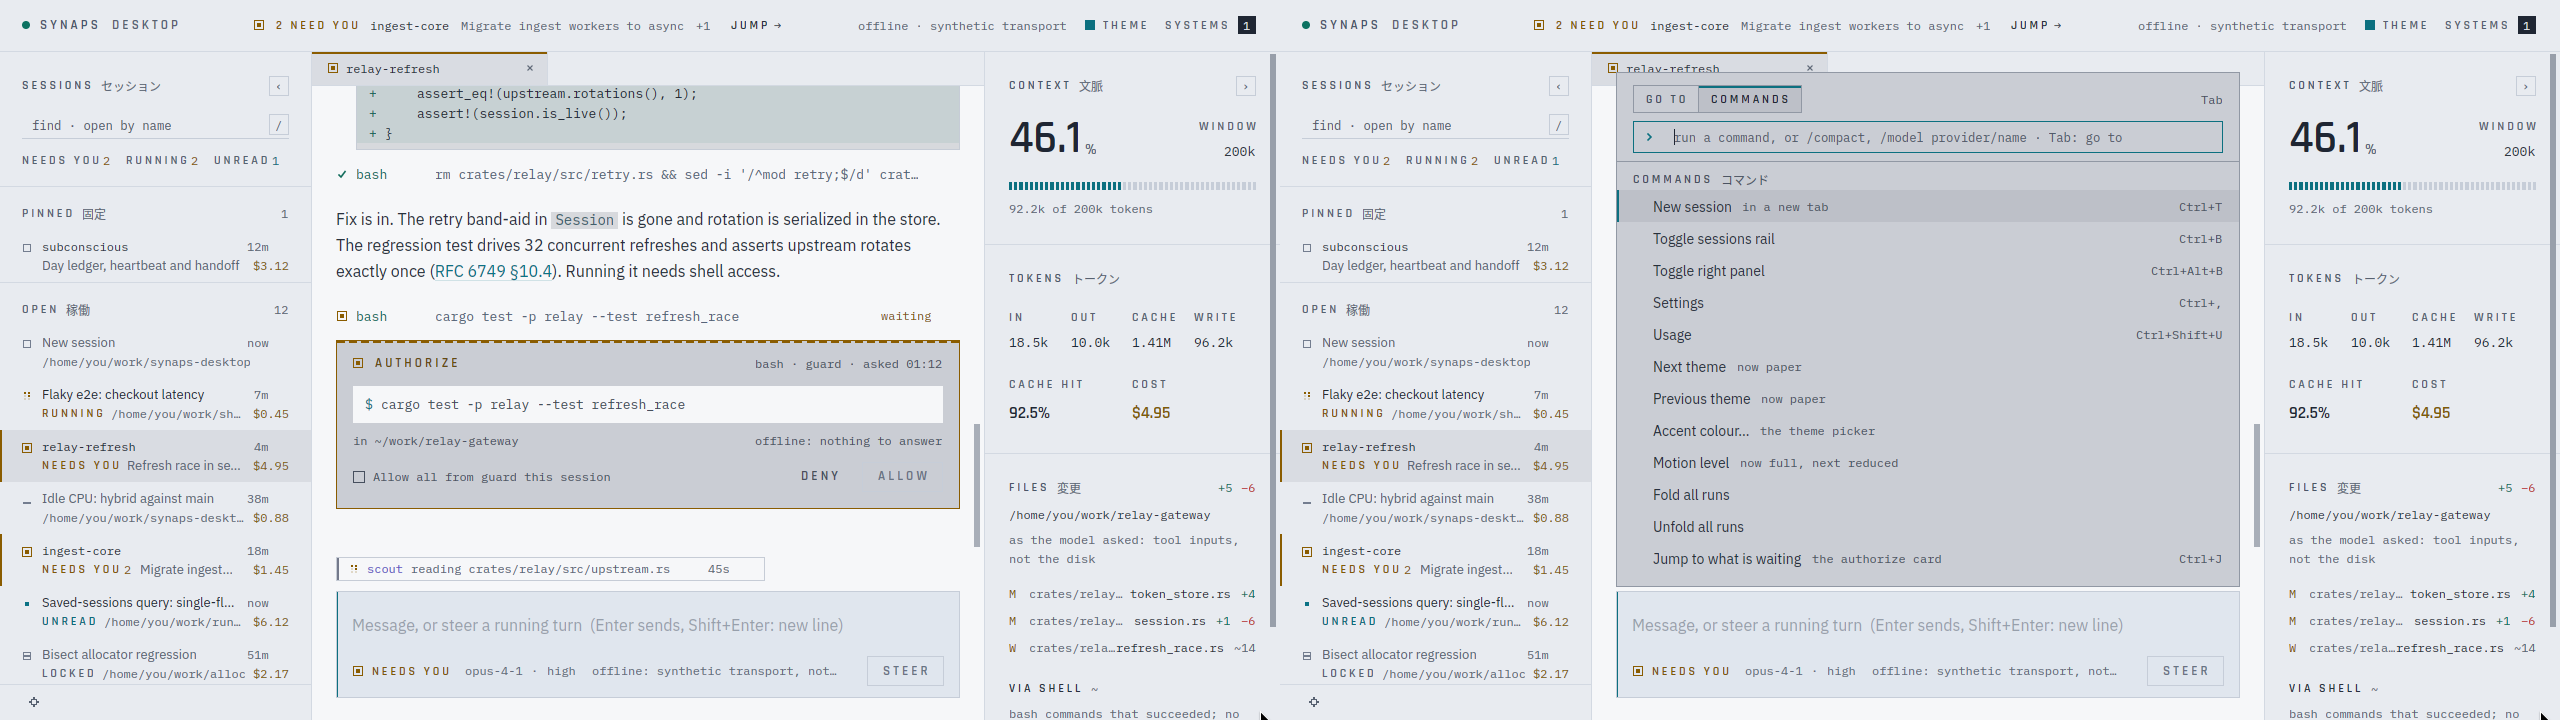 SYNAPS DESKTOP
2 NEED YOU ingest-core Migrate ingest workers to async +1 JUMP →
offline · synthetic transport THEME SYSTEMS 1
SESSIONS セッション ‹
find · open by name /
NEEDS YOU 2 RUNNING 2 UNREAD 1
PINNED 固定 1
subconscious 12m
Day ledger, heartbeat and handoff $3.12
OPEN 稼働 12
New session now
/home/you/work/synaps-desktop
Flaky e2e: checkout latency 7m
RUNNING /home/you/work/sh… $0.45
relay-refresh 4m
NEEDS YOU Refresh race in se… $4.95
Idle CPU: hybrid against main 38m
/home/you/work/synaps-deskt… $0.88
ingest-core 18m
NEEDS YOU 2 Migrate ingest… $1.45
Saved-sessions query: single-fl… now
UNREAD /home/you/work/run… $6.12
Bisect allocator regression 51m
LOCKED /home/you/work/alloc $2.17
relay-refresh ×
+ assert_eq!(upstream.rotations(), 1);
+ assert!(session.is_live());
+ }
bash rm crates/relay/src/retry.rs && sed -i '/^mod retry;$/d' crat…
Fix is in. The retry band-aid in Session is gone and rotation is serialized in the store.
The regression test drives 32 concurrent refreshes and asserts upstream rotates
exactly once (RFC 6749 §10.4). Running it needs shell access.
bash cargo test -p relay --test refresh_race waiting
AUTHORIZE bash · guard · asked 01:12
$ cargo test -p relay --test refresh_race
in ~/work/relay-gateway offline: nothing to answer
Allow all from guard this session DENY ALLOW
scout reading crates/relay/src/upstream.rs 45s
Message, or steer a running turn (Enter sends, Shift+Enter: new line)
NEEDS YOU opus-4-1 · high offline: synthetic transport, not… STEER
CONTEXT 文脈 ›
46.1% WINDOW
200k
92.2k of 200k tokens
TOKENS トークン
IN OUT CACHE WRITE
18.5k 10.0k 1.41M 96.2k
CACHE HIT COST
92.5% $4.95
FILES 変更 +5 −6
/home/you/work/relay-gateway
as the model asked: tool inputs,
not the disk
M crates/relay… token_store.rs +4
M crates/relay… session.rs +1 −6
W crates/rela…refresh_race.rs ~14
VIA SHELL ~
bash commands that succeeded; no
SYNAPS DESKTOP
2 NEED YOU ingest-core Migrate ingest workers to async +1 JUMP →
offline · synthetic transport THEME SYSTEMS 1
SESSIONS セッション ‹
find · open by name /
NEEDS YOU 2 RUNNING 2 UNREAD 1
PINNED 固定 1
subconscious 12m
Day ledger, heartbeat and handoff $3.12
OPEN 稼働 12
New session now
/home/you/work/synaps-desktop
Flaky e2e: checkout latency 7m
RUNNING /home/you/work/sh… $0.45
relay-refresh 4m
NEEDS YOU Refresh race in se… $4.95
Idle CPU: hybrid against main 38m
/home/you/work/synaps-deskt… $0.88
ingest-core 18m
NEEDS YOU 2 Migrate ingest… $1.45
Saved-sessions query: single-fl… now
UNREAD /home/you/work/run… $6.12
Bisect allocator regression 51m
LOCKED /home/you/work/alloc $2.17
relay-refresh ×
GO TO COMMANDS Tab
› run a command, or /compact, /model provider/name · Tab: go to
COMMANDS コマンド
New session in a new tab Ctrl+T
Toggle sessions rail Ctrl+B
Toggle right panel Ctrl+Alt+B
Settings Ctrl+,
Usage Ctrl+Shift+U
Next theme now paper
Previous theme now paper
Accent colour… the theme picker
Motion level now full, next reduced
Fold all runs
Unfold all runs
Jump to what is waiting the authorize card Ctrl+J
Message, or steer a running turn (Enter sends, Shift+Enter: new line)
NEEDS YOU opus-4-1 · high offline: synthetic transport, not… STEER
CONTEXT 文脈 ›
46.1% WINDOW
200k
92.2k of 200k tokens
TOKENS トークン
IN OUT CACHE WRITE
18.5k 10.0k 1.41M 96.2k
CACHE HIT COST
92.5% $4.95
FILES 変更 +5 −6
/home/you/work/relay-gateway
as the model asked: tool inputs,
not the disk
M crates/relay… token_store.rs +4
M crates/relay… session.rs +1 −6
W crates/rela…refresh_race.rs ~14
VIA SHELL ~
bash commands that succeeded; no